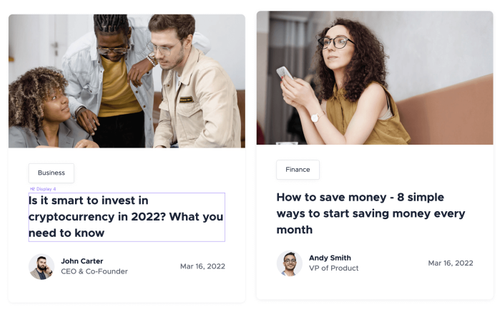 Business
Display 4
Is it smart to invest in
cryptocurrency in 2022? What you
need to know
John Carter
CEO & Co-Founder
Mar 16, 2022
Finance
How to save money - 8 simple
ways to start saving money every
month
Andy Smith
VP of Product
Mar 16, 2022